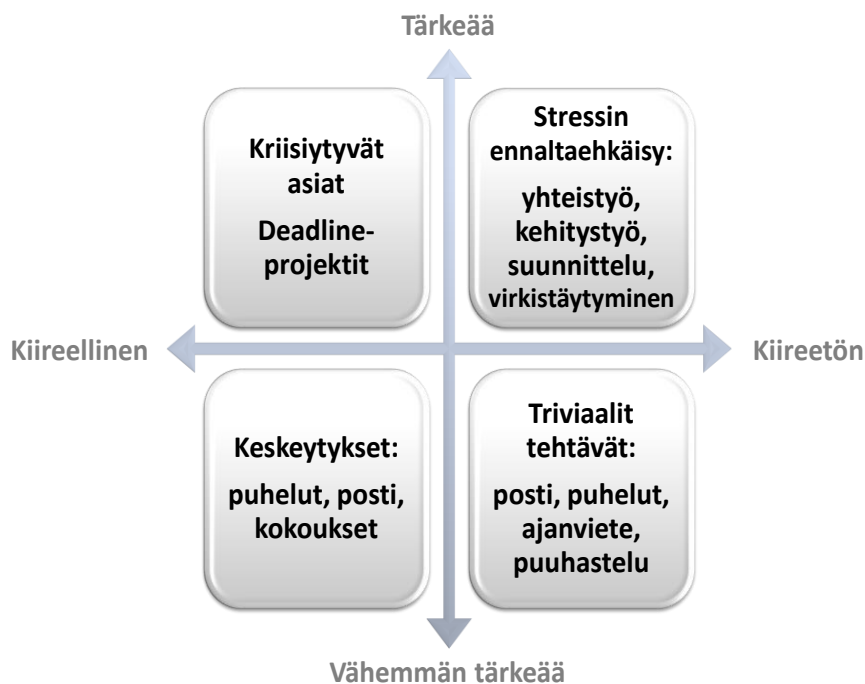 Tärkeää
Kriisiytyvät
asiat
Deadline-
projektit
Stressin
ennaltaehkäisy:
yhteistyö,
kehitystyö,
suunnittelu,
virkistäytyminen
Kiireellinen
Kiireetön
Keskeytykset:
puhelut, posti,
kokoukset
Triviaalit
tehtävät:
posti, puhelut,
ajanviete,
puuhastelu
Vähemmän tärkeää